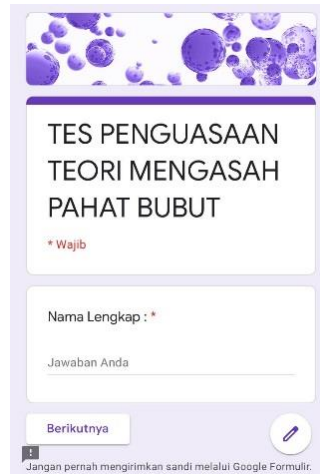 TES PENGUASAAN
TEORI MENGASAH
PAHAT BUBUT
* Wajib
Nama Lengkap : *
Jawaban Anda
Berikutnya
Jangan pernah mengirimkan sandi melalui Google Formulir.